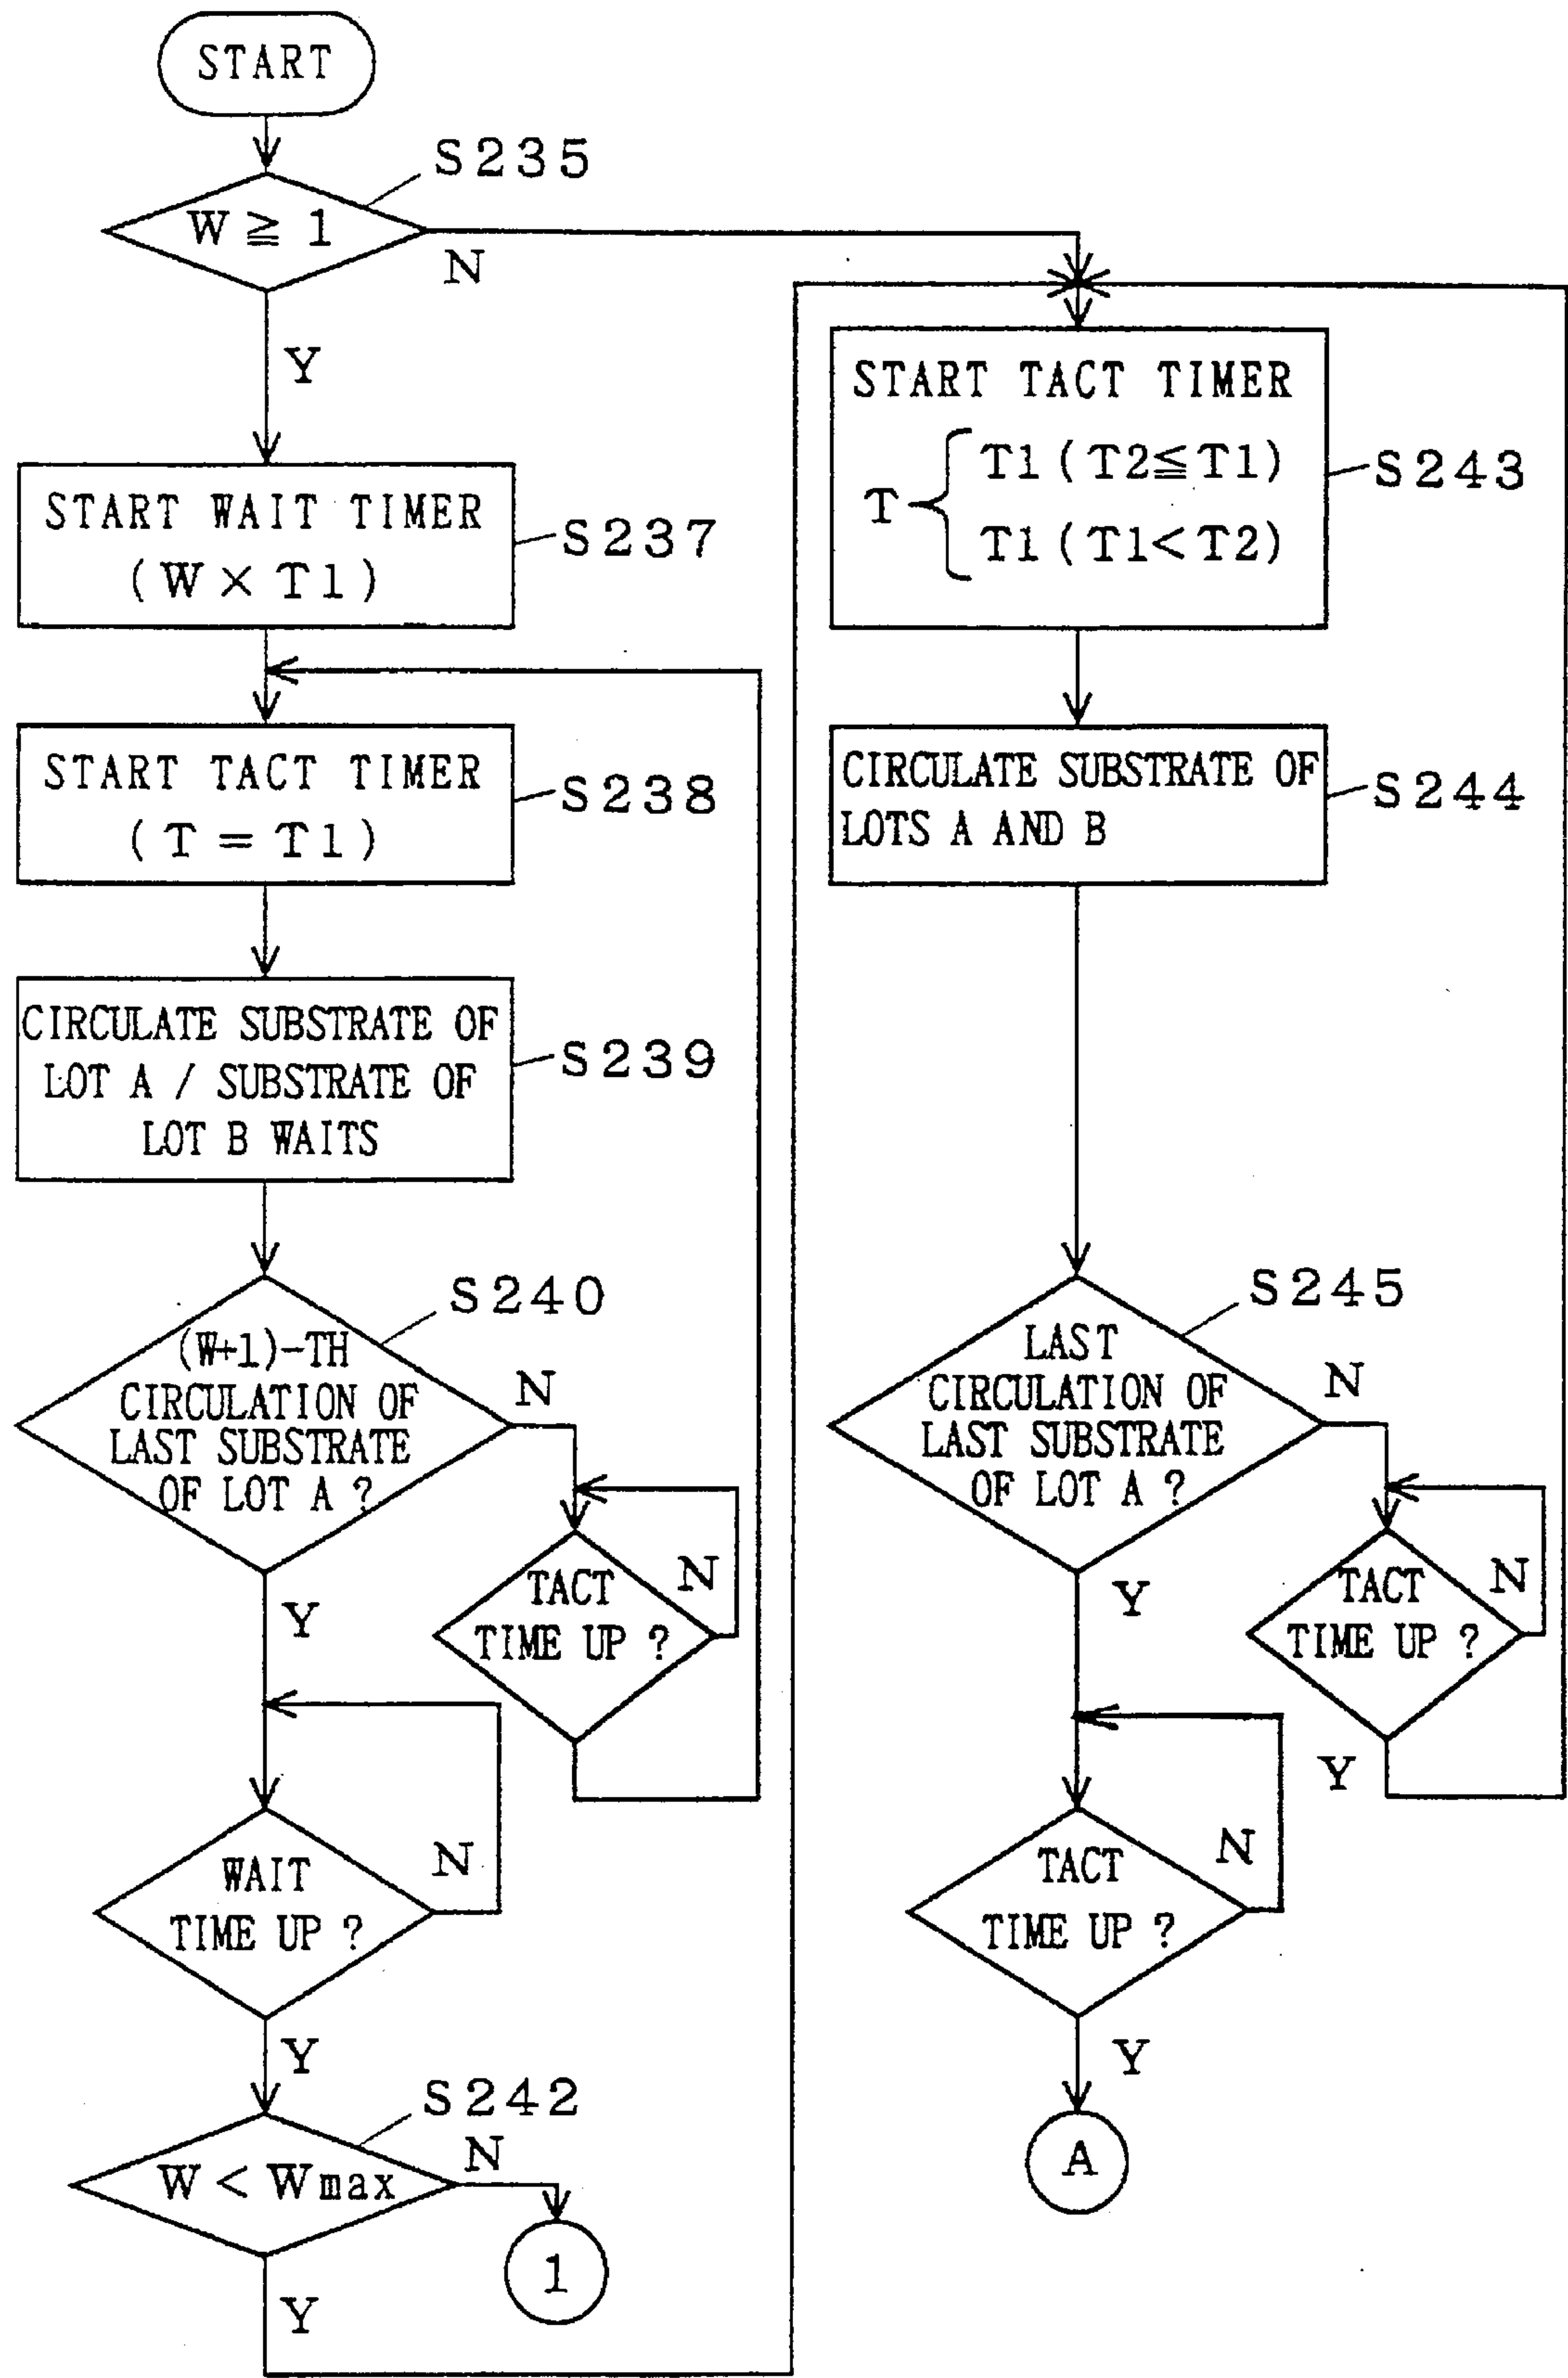 START
S235
W ≧ 1
N
Y
START WAIT TIMER
(W × T1)
S237
START TACT TIMER
(T = T1)
S238
CIRCULATE SUBSTRATE OF
LOT A / SUBSTRATE OF
LOT B WAITS
S239
S240
(W+1)-TH
CIRCULATION OF
LAST SUBSTRATE
OF LOT A ?
N
Y
TACT
TIME UP ?
N
WAIT
TIME UP ?
N
Y
S242
W < Wmax
N
1
Y
START TACT TIMER
T { T1 (T2≦T1)
T1 (T1<T2)
S243
CIRCULATE SUBSTRATE OF
LOTS A AND B
S244
S245
LAST
CIRCULATION OF
LAST SUBSTRATE
OF LOT A ?
N
Y
TACT
TIME UP ?
N
Y
TACT
TIME UP ?
N
Y
A